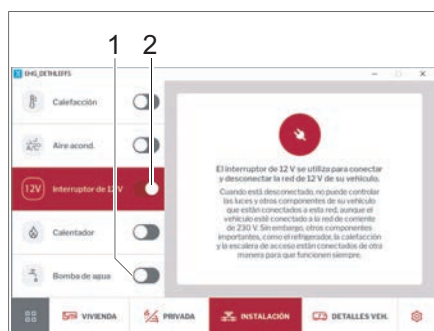 1 2
EHG_DETHLEFFS
Calefacción
Aire acond.
12V Interruptor de 12 V
Calentador
Bomba de agua
El interruptor de 12 V se utiliza para conectar
y desconectar la red de 12 V de su vehículo.
Cuando está desconectado, no puede controlar
las luces y otros componentes de su vehículo
que están conectados a esta red, aunque el
vehículo esté conectado a la red de corriente
de 230 V. Sin embargo, otros componentes
importantes, como el refrigerador, la calefacción
y la escalera de acceso están conectados de otra
manera para que funcionen siempre.
VIVIENDA PRIVADA INSTALACIÓN DETALLES VEH.